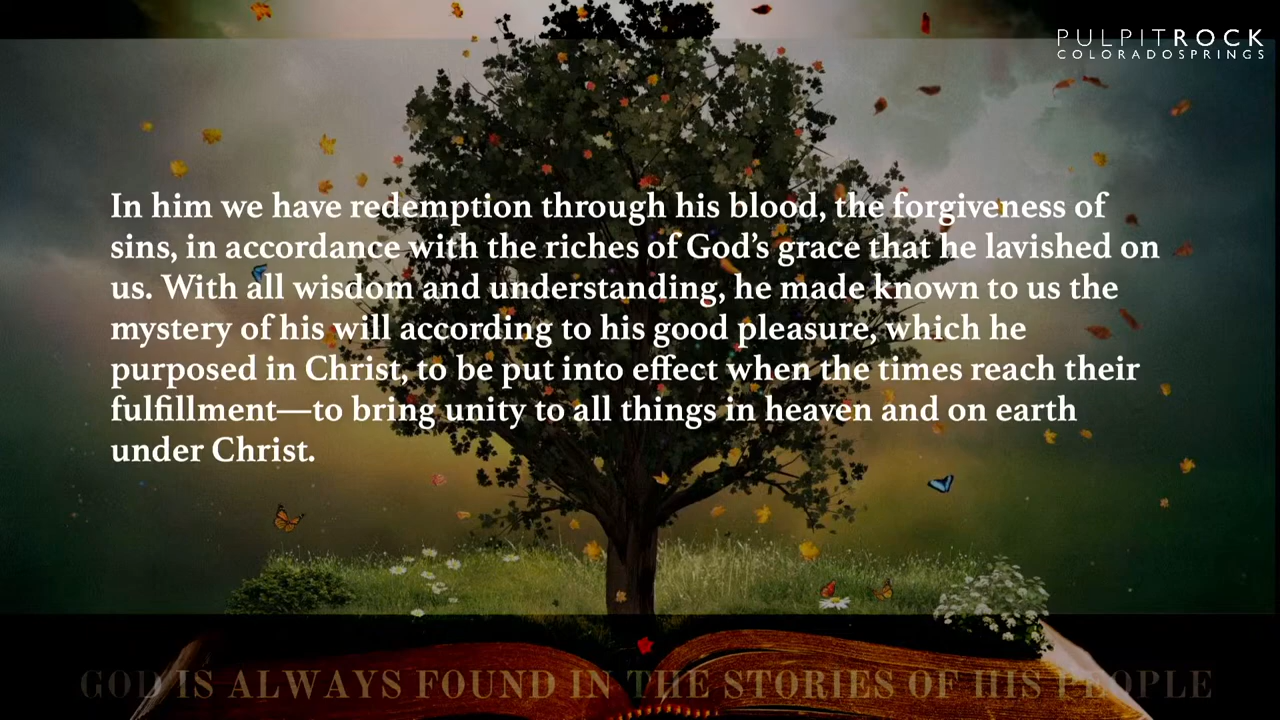 PULPITROCK
COLORADOSPRINGS
In him we have redemption through his blood, the forgiveness of
sins, in accordance with the riches of God’s grace that he lavished on
us. With all wisdom and understanding, he made known to us the
mystery of his will according to his good pleasure, which he
purposed in Christ, to be put into effect when the times reach their
fulfillment—to bring unity to all things in heaven and on earth
under Christ.
GOD IS ALWAYS FOUND IN THE STORIES OF HIS PEOPLE